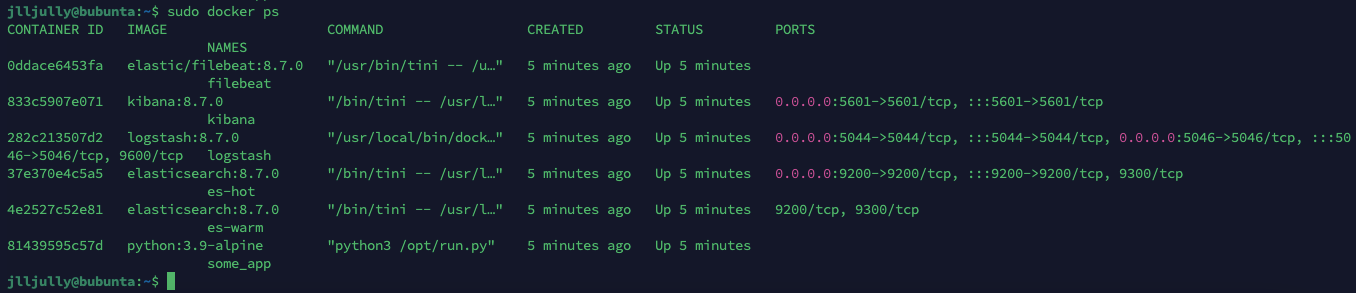 jlljully@bubunta:~$ sudo docker ps
CONTAINER ID   IMAGE                    COMMAND                  CREATED         STATUS         PORTS
                         NAMES
0ddace6453fa   elastic/filebeat:8.7.0   "/usr/bin/tini -- /u…"   5 minutes ago   Up 5 minutes
                         filebeat
833c5907e071   kibana:8.7.0             "/bin/tini -- /usr/l…"   5 minutes ago   Up 5 minutes   0.0.0.0:5601->5601/tcp, :::5601->5601/tcp
                         kibana
282c213507d2   logstash:8.7.0           "/usr/local/bin/dock…"   5 minutes ago   Up 5 minutes   0.0.0.0:5044->5044/tcp, :::5044->5044/tcp, 0.0.0.0:5046->5046/tcp, :::50
46->5046/tcp, 9600/tcp   logstash
37e370e4c5a5   elasticsearch:8.7.0      "/bin/tini -- /usr/l…"   5 minutes ago   Up 5 minutes   0.0.0.0:9200->9200/tcp, :::9200->9200/tcp, 9300/tcp
                         es-hot
4e2527c52e81   elasticsearch:8.7.0      "/bin/tini -- /usr/l…"   5 minutes ago   Up 5 minutes   9200/tcp, 9300/tcp
                         es-warm
81439595c57d   python:3.9-alpine        "python3 /opt/run.py"    5 minutes ago   Up 5 minutes
                         some_app
jlljully@bubunta:~$